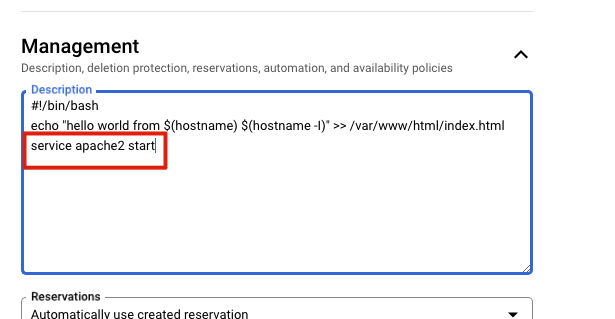 Management
Description, deletion protection, reservations, automation, and availability policies
Description
#!/bin/bash
echo "hello world from $(hostname) $(hostname -I)" >> /var/www/html/index.html
service apache2 start
Reservations
Automatically use created reservation